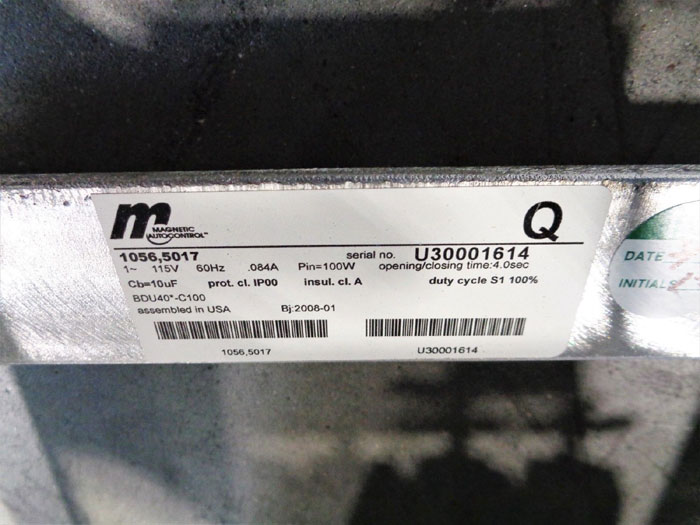 m
MAGNETIC
AUTOCONTROL™
Q
1056,5017 serial no. U30001614
1~ 115V 60Hz .084A Pin=100W opening/closing time:4.0sec
Cb=10uF prot. cl. IP00 insul. cl. A duty cycle S1 100%
BDU40*-C100
assembled in USA Bj:2008-01
1056,5017 U30001614
DATE
INITIALS